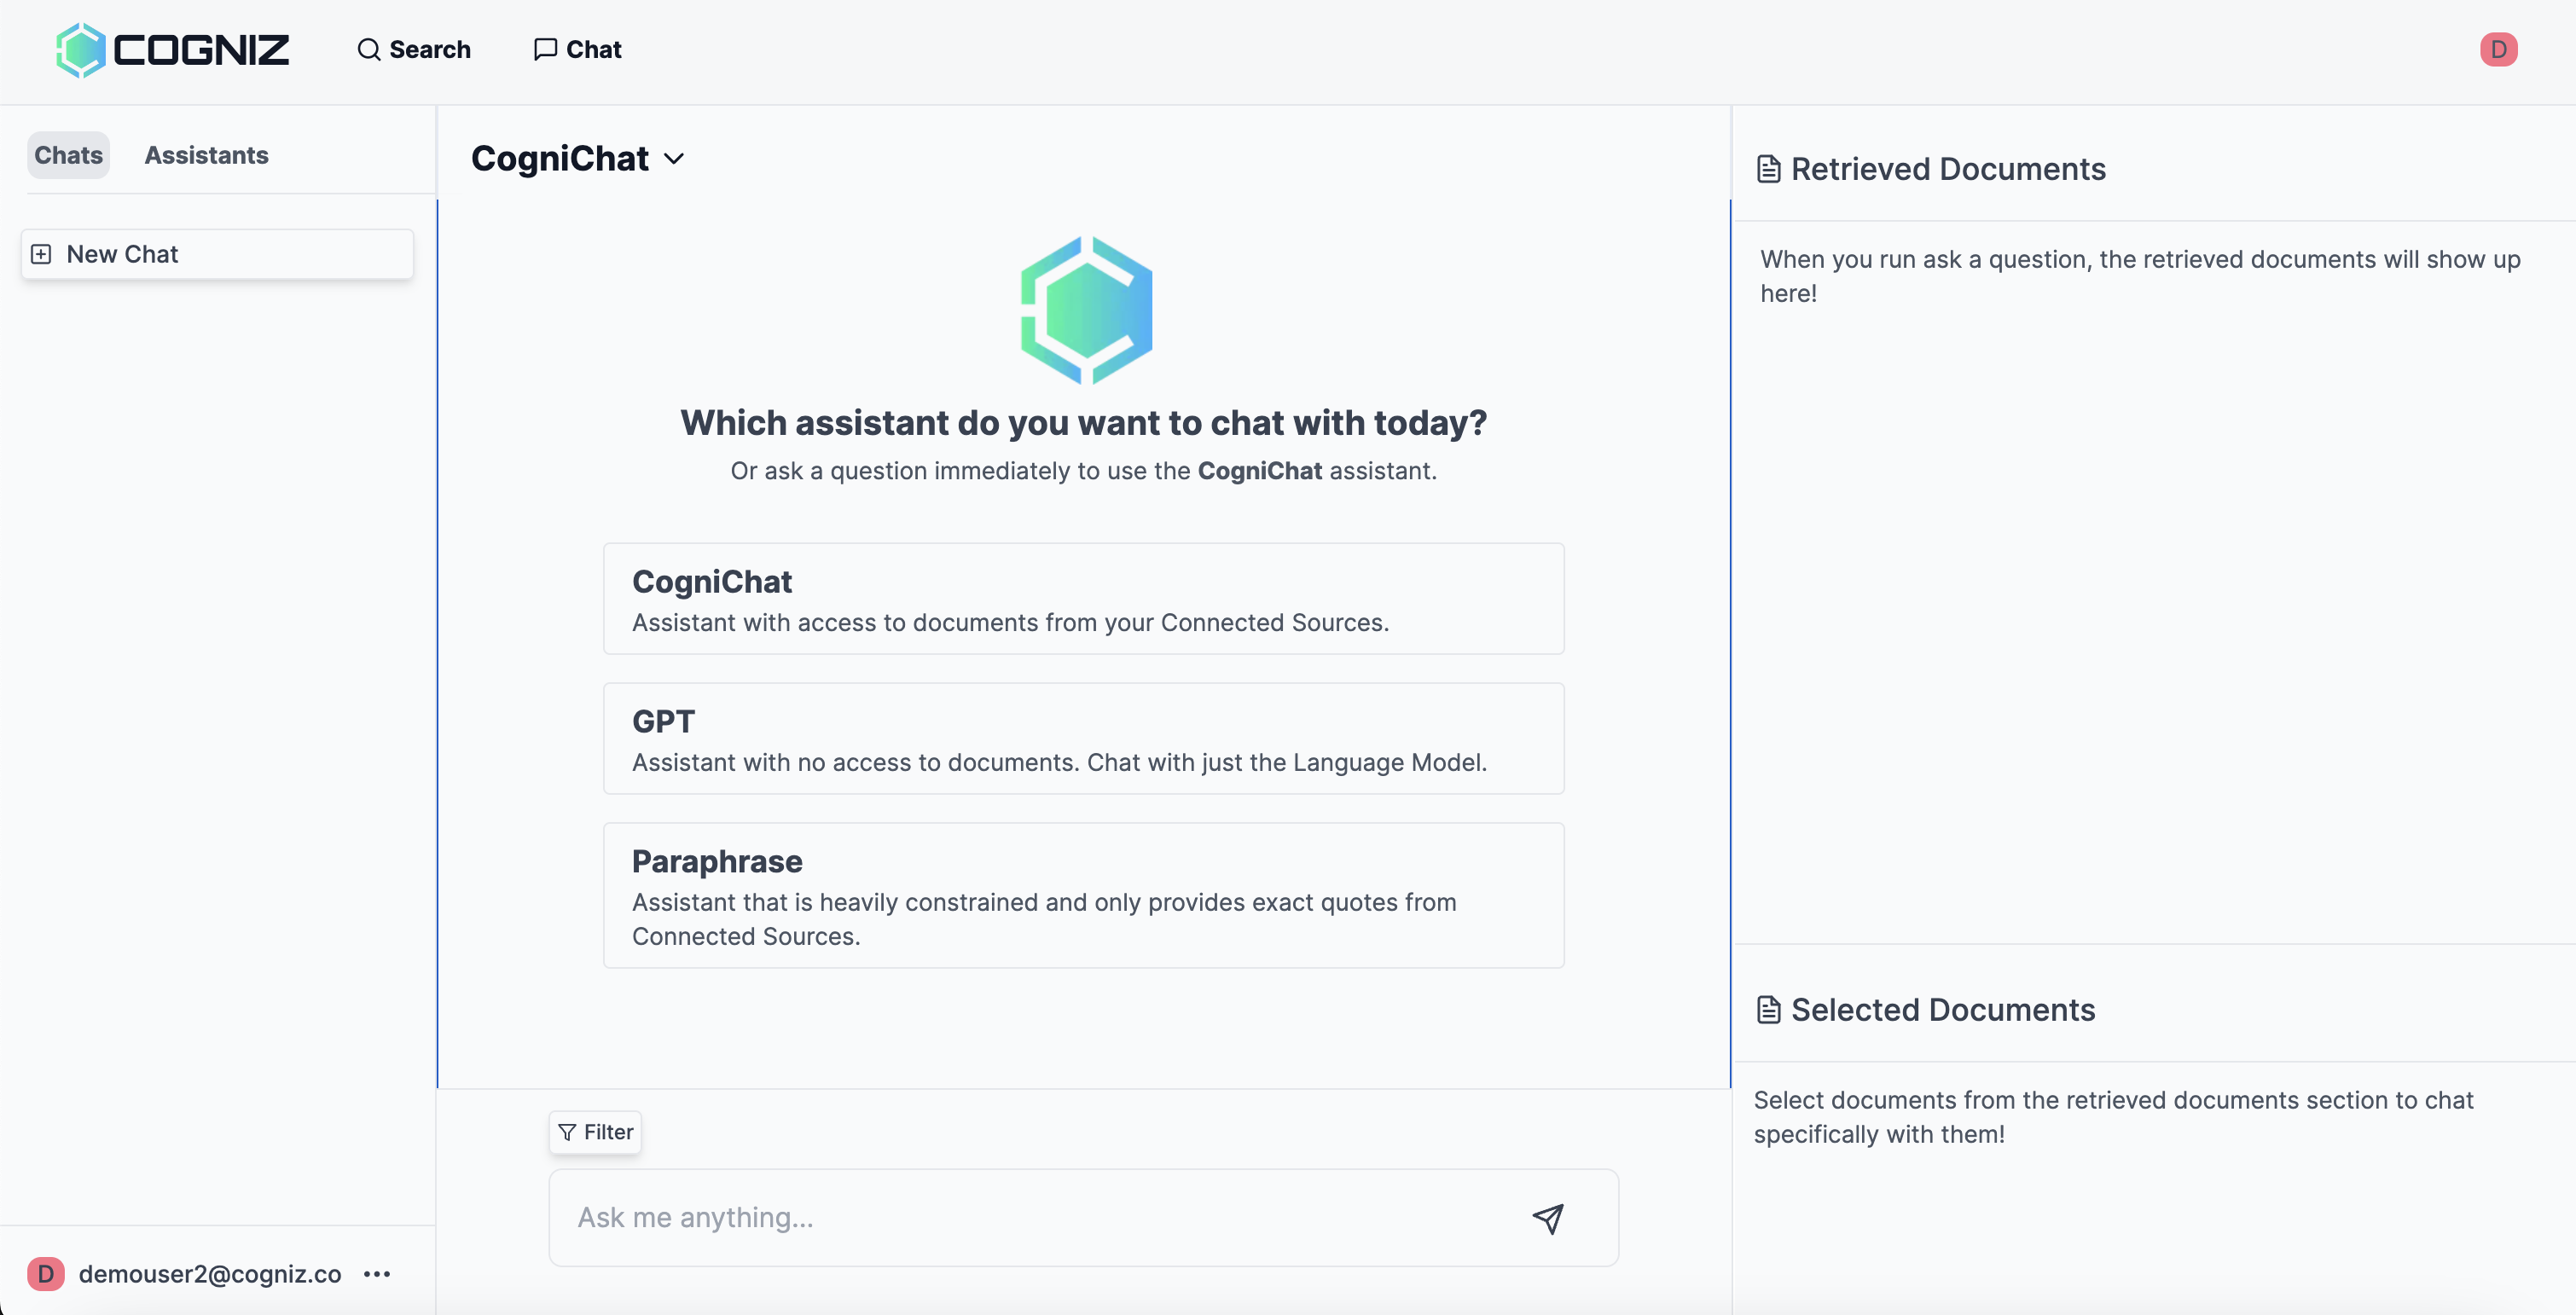 COGNIZ
Search
Chat
D
Chats
Assistants
New Chat
CogniChat
Which assistant do you want to chat with today?
Or ask a question immediately to use the CogniChat assistant.
CogniChat
Assistant with access to documents from your Connected Sources.
GPT
Assistant with no access to documents. Chat with just the Language Model.
Paraphrase
Assistant that is heavily constrained and only provides exact quotes from
Connected Sources.
Filter
Ask me anything...
D
demouser2@cogniz.co
Retrieved Documents
When you run ask a question, the retrieved documents will show up
here!
Selected Documents
Select documents from the retrieved documents section to chat
specifically with them!